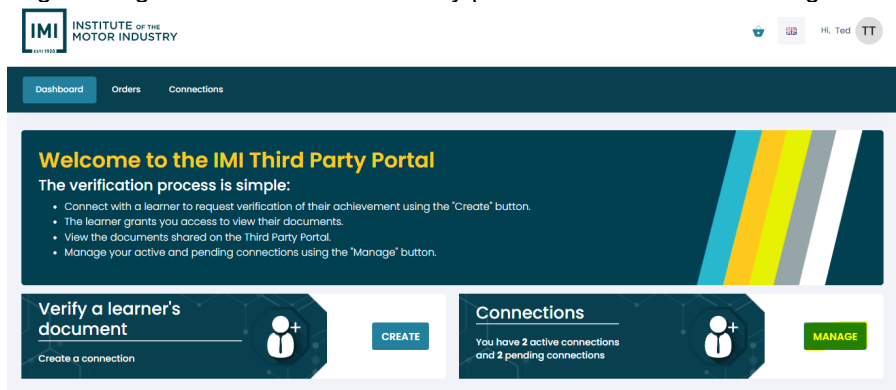 IMI INSTITUTE OF THE
MOTOR INDUSTRY
ESTD 1920
Hi, Ted TT
Dashboard Orders Connections
Welcome to the IMI Third Party Portal
The verification process is simple:
• Connect with a learner to request verification of their achievement using the "Create" button.
• The learner grants you access to view their documents.
• View the documents shared on the Third Party Portal.
• Manage your active and pending connections using the "Manage" button.
Verify a learner's
document
Create a connection
CREATE
Connections
You have 2 active connections
and 2 pending connections
MANAGE